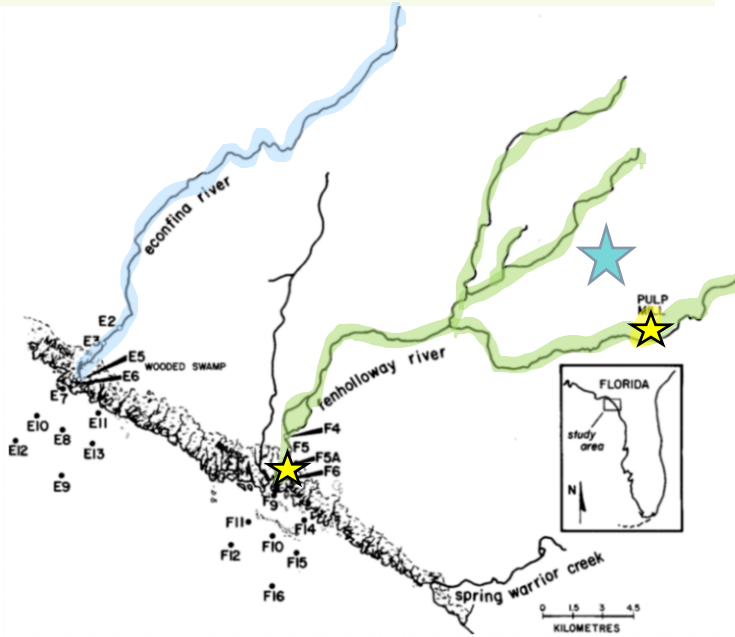 econfina river
PULP
MILL
E2
E3
E5
WOODED SWAMP
E6
E7
E10
E11
E8
E12
E13
E9
fenholloway river
F4
F5
F5A
F6
F9
F11
F14
F10
F12
F15
F16
spring warrior creek
FLORIDA
study
area
N
0 1.5 3 4.5
KILOMETRES